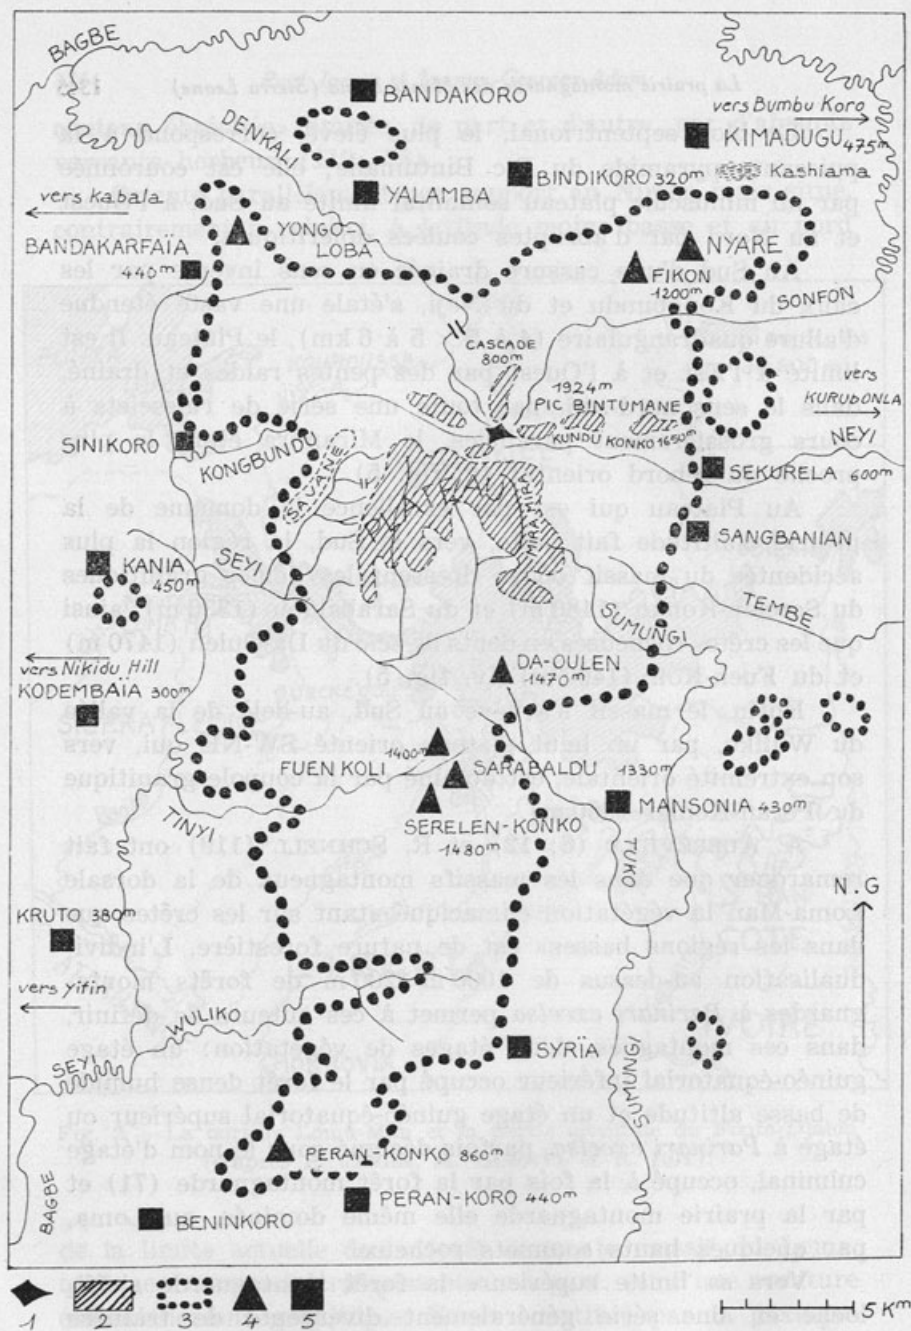 BAGBE
BANDAKORO
DENKALI
vers Bumbu Koro
KIMADUGU 475m
BINDIKORO 320m
Kashiama
YALAMBA
vers kabala
YONGO-
LOBA
NYARE
BANDAKARFAÏA
440m
FIKON
1200m
SONFON
CASCADE
800m
1924m
PIC BINTUMANE
vers
KURUBONLA
SINIKORO
KONGBUNDU
KUNDU KONKO 1650m
NEYI
SEKURELA 600m
SANGBANIAN
KANIA
450m
SEYI
SUMUNGI
TEMBE
vers Nikidu Hill
KODEMBAÏA 300m
DA-OULEN
1470m
FUEN KOLI
1400m
SARABALDU 1330m
MANSONIA 430m
TINYI
SERELEN-KONKO
1480m
LOVAI
N.G
KRUTO 380m
vers yifin
WULIKO
SEYI
SYRIA
SUMUNGI
PERAN-KONKO 860m
PERAN-KORO 440m
BAGBE
BENINKORO
1 2 3 4 5
5 Km